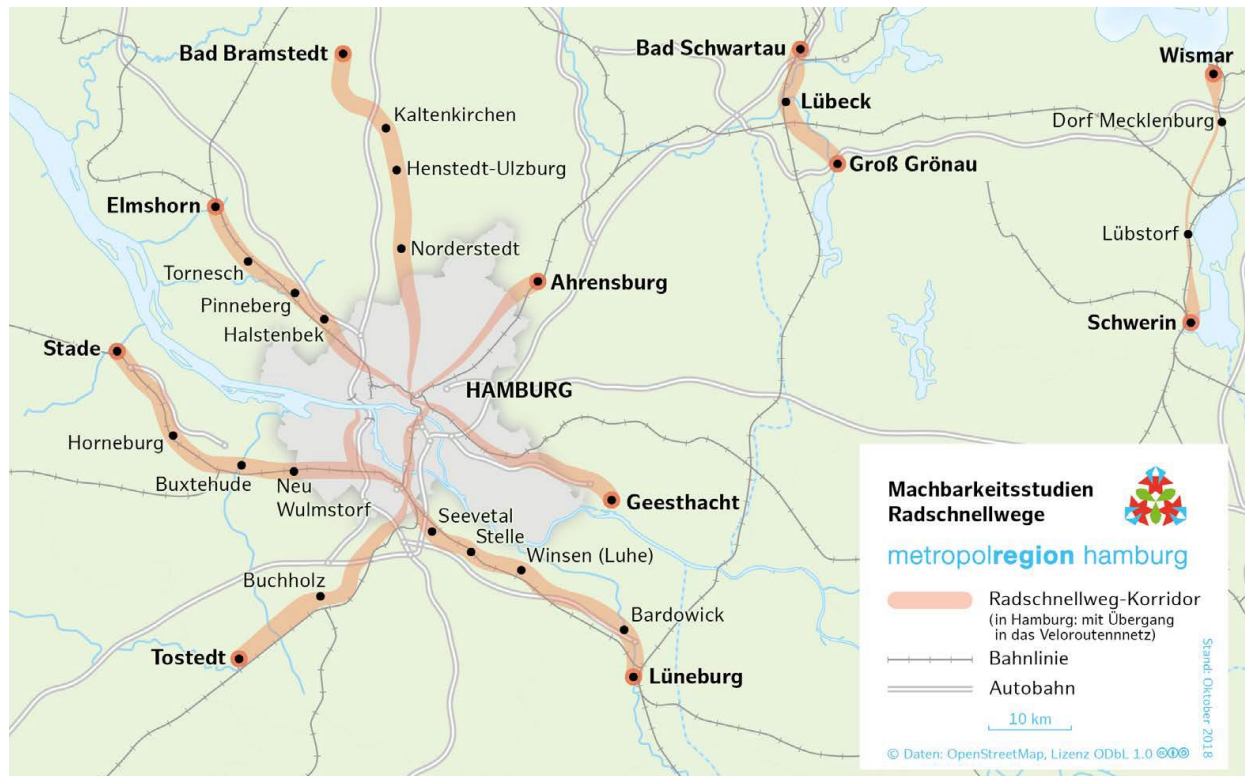 Bad Bramstedt
Bad Schwartau
Wismar
Kaltenkirchen
Lübeck
Dorf Mecklenburg
Henstedt-Ulzburg
Groß Grönau
Elmshorn
Norderstedt
Lübstorf
Tornesch
Ahrensburg
Pinneberg
Halstenbek
Schwerin
Stade
HAMBURG
Horneburg
Buxtehude
Neu
Wulmstorf
Geesthacht
Seevetal
Stelle
Winsen (Luhe)
Buchholz
Bardowick
Tostedt
Lüneburg
Machbarkeitsstudien
Radschnellwege
metropolregion hamburg
Radschnellweg-Korridor
(in Hamburg: mit Übergang
in das Veloroutennnetz)
Bahnlinie
Autobahn
10 km
© Daten: OpenStreetMap, Lizenz ODbL 1.0
Stand: Oktober 2018